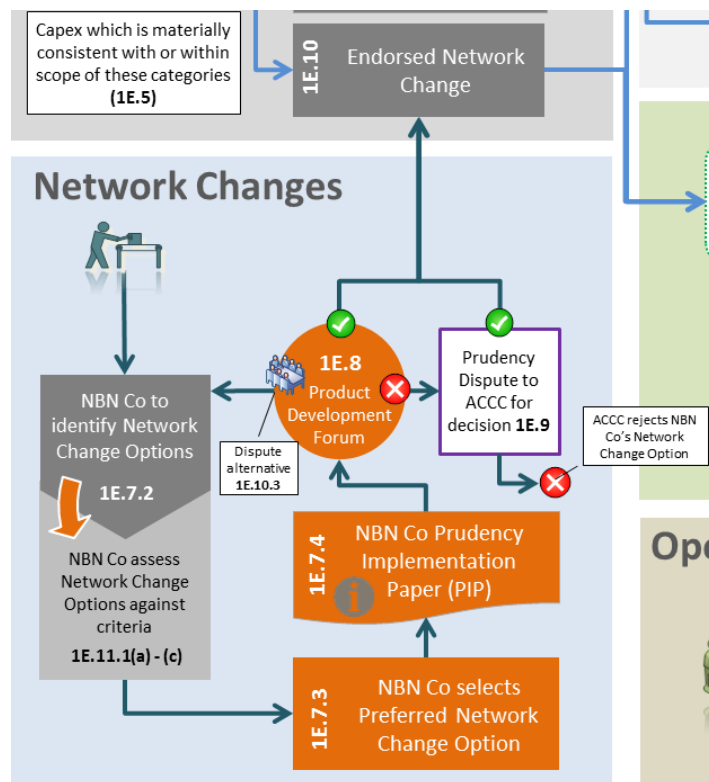 Capex which is materially
consistent with or within
scope of these categories
(1E.5)
1E.10
Endorsed Network
Change
Network Changes
1E.8
Product
Development
Forum
Prudency
Dispute to
ACCC for
decision 1E.9
ACCC rejects NBN
Co's Network
Change Option
NBN Co to
identify Network
Change Options
1E.7.2
Dispute
alternative
1E.10.3
NBN Co assess
Network Change
Options against
criteria
1E.11.1(a) - (c)
1E.7.4
NBN Co Prudency
Implementation
Paper (PIP)
i
1E.7.3
NBN Co selects
Preferred Network
Change Option
Ope